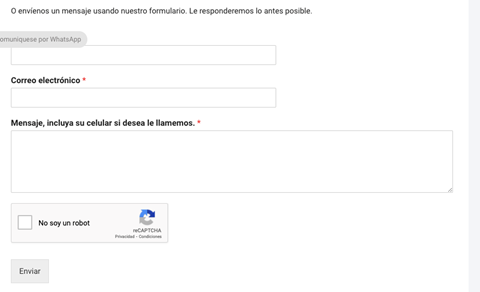 O envíenos un mensaje usando nuestro formulario. Le responderemos lo antes posible.
omuniquese por WhatsApp
Correo electrónico *
Mensaje, incluya su celular si desea le llamemos. *
No soy un robot
reCAPTCHA
Privacidad - Condiciones
Enviar